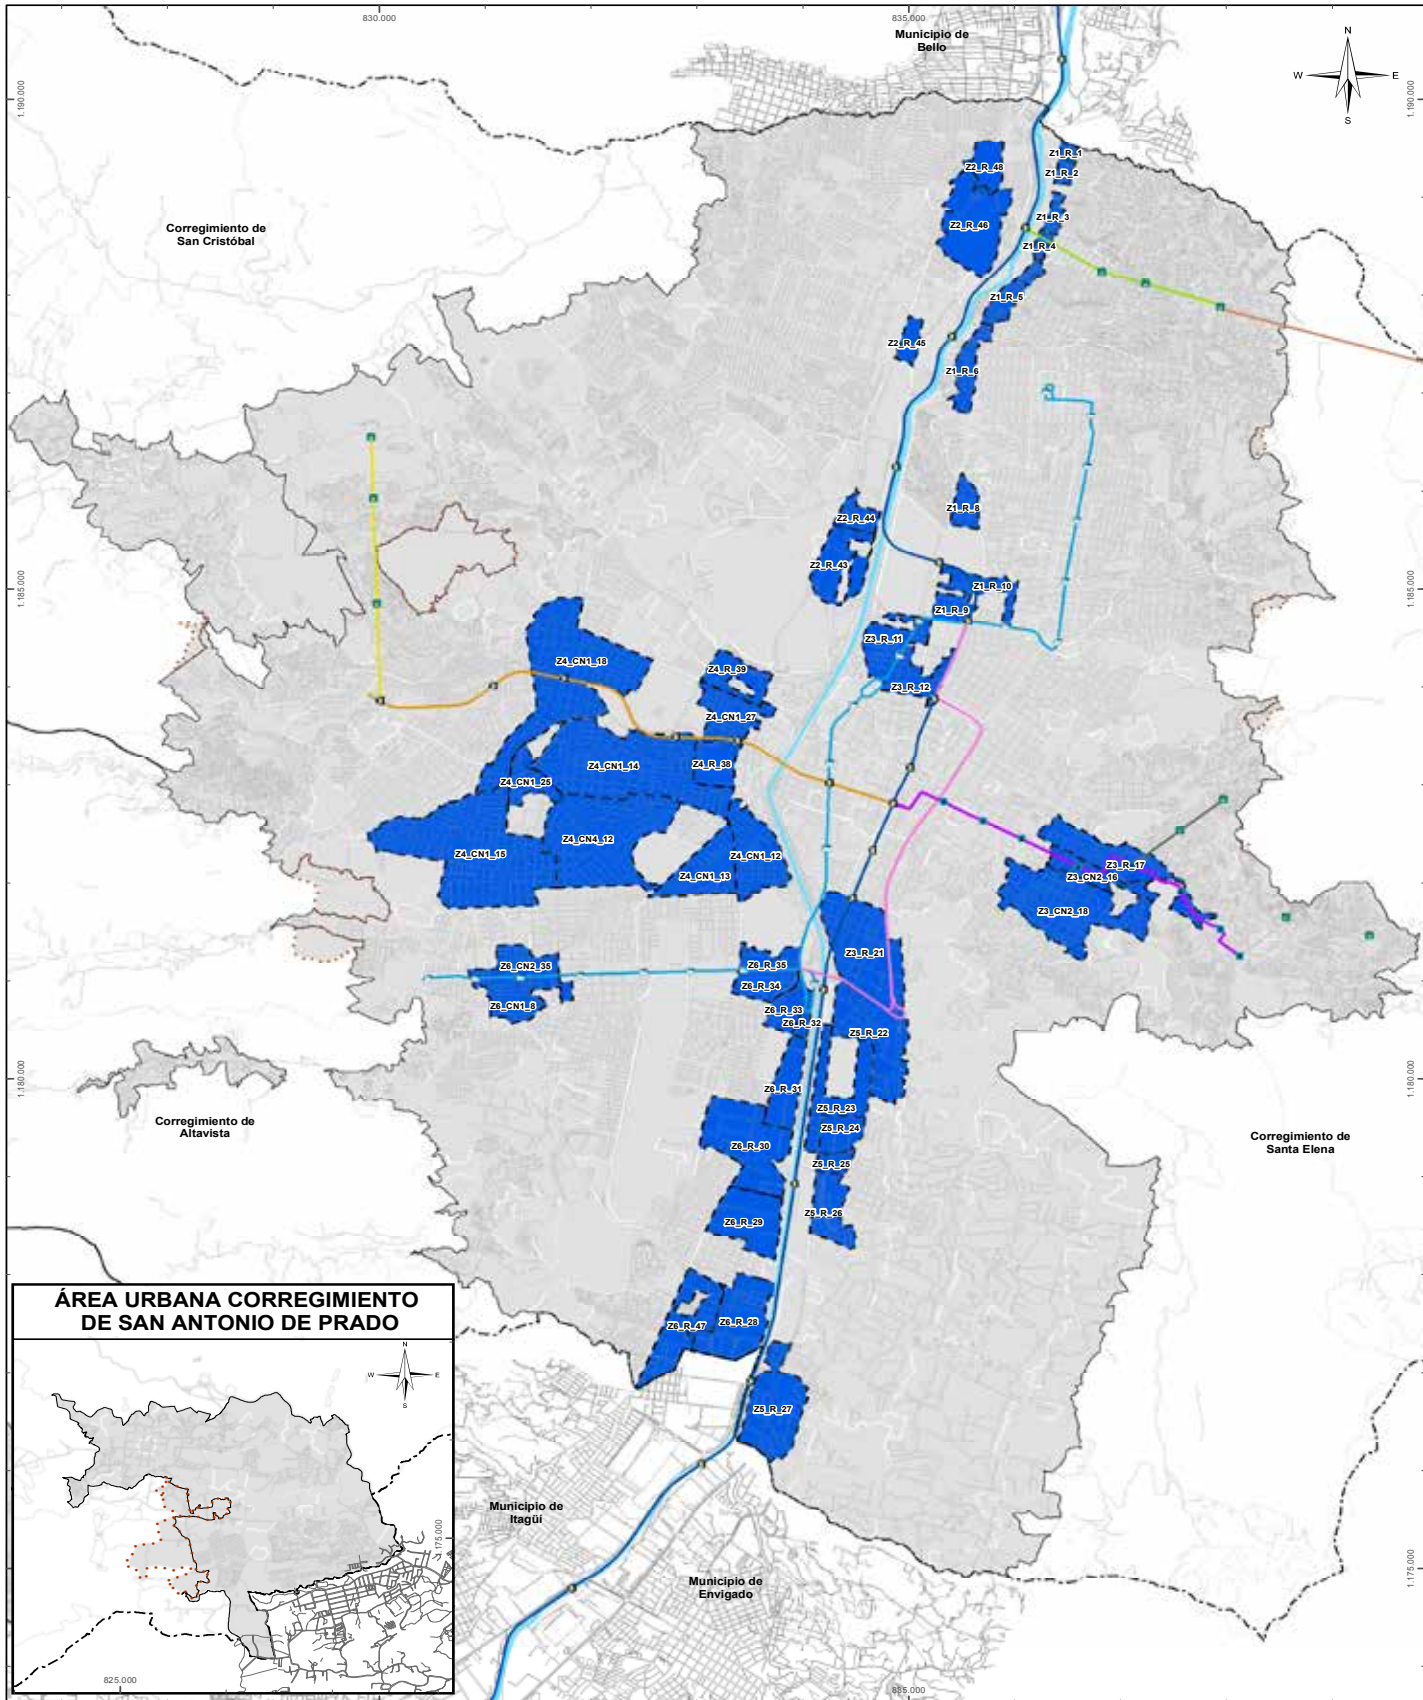 830.000
835.000
Municipio de
Bello
N
W
E
S
1.190.000
1.190.000
Z1_R_1
Z1_R_2
Z2_R_48
Z1_R_3
Z2_R_46
Z1_R_4
Corregimiento de
San Cristóbal
Z1_R_5
Z2_R_45
Z1_R_6
Z1_R_8
Z2_R_44
Z2_R_43
1.185.000
1.185.000
Z1_R_10
Z1_R_9
Z3_R_11
Z3_R_12
Z4_CN1_18
Z4_R_39
Z4_CN1_27
Z4_CN1_14
Z4_R_38
Z4_CN1_25
Z4_CN4_12
Z4_CN1_15
Z4_CN1_12
Z4_CN1_13
Z3_R_17
Z3_CN2_16
Z3_CN2_18
Z3_R_21
Z6_CN2_35
Z6_R_35
Z6_R_34
Z6_CN1_8
Z6_R_33
Z6_R_32
Z5_R_22
1.180.000
1.180.000
Z6_R_31
Z5_R_23
Z5_R_24
Corregimiento de
Altavista
Z6_R_30
Corregimiento de
Santa Elena
Z5_R_25
Z5_R_26
Z6_R_29
Z6_R_47
Z6_R_28
Z5_R_27
ÁREA URBANA CORREGIMIENTO
DE SAN ANTONIO DE PRADO
N
W
E
S
1.175.000
825.000
Municipio de
Itagüí
Municipio de
Envigado
1.175.000
835.000